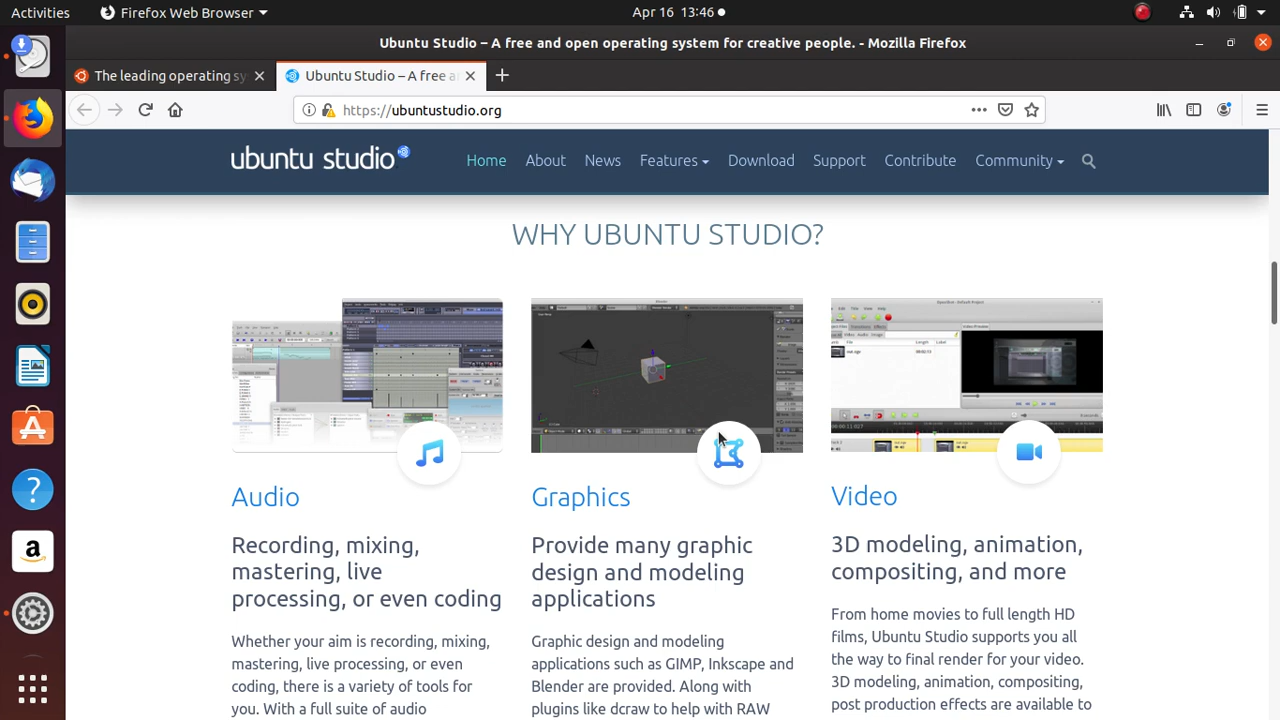 Activities Firefox Web Browser Apr 16 13:46
Ubuntu Studio – A free and open operating system for creative people. - Mozilla Firefox
The leading operating sy Ubuntu Studio – A free a
https://ubuntustudio.org
ubuntu studio Home About News Features Download Support Contribute Community
WHY UBUNTU STUDIO?
Audio Graphics Video
Recording, mixing,
mastering, live
processing, or even coding
Provide many graphic
design and modeling
applications
3D modeling, animation,
compositing, and more
Whether your aim is recording, mixing,
mastering, live processing, or even
coding, there is a variety of tools for
you. With a full suite of audio
Graphic design and modeling
applications such as GIMP, Inkscape and
Blender are provided. Along with
plugins like dcraw to help with RAW
From home movies to full length HD
films, Ubuntu Studio supports you all
the way to final render for your video.
3D modeling, animation, compositing,
post production effects are available to